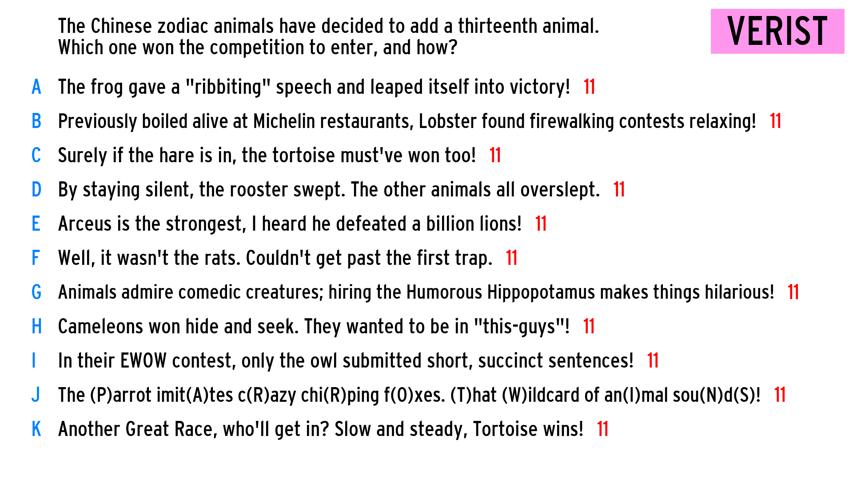 The Chinese zodiac animals have decided to add a thirteenth animal.
Which one won the competition to enter, and how?
VERIST
A The frog gave a "ribbiting" speech and leaped itself into victory! 11
B Previously boiled alive at Michelin restaurants, Lobster found firewalking contests relaxing! 11
C Surely if the hare is in, the tortoise must've won too! 11
D By staying silent, the rooster swept. The other animals all overslept. 11
E Arceus is the strongest, I heard he defeated a billion lions! 11
F Well, it wasn't the rats. Couldn't get past the first trap. 11
G Animals admire comedic creatures; hiring the Humorous Hippopotamus makes things hilarious! 11
H Cameleons won hide and seek. They wanted to be in "this-guys"! 11
I In their EWOW contest, only the owl submitted short, succinct sentences! 11
J The (P)arrot imit(A)tes c(R)azy chi(R)ping f(O)xes. (T)hat (W)ildcard of an(I)mal sou(N)d(S)! 11
K Another Great Race, who'll get in? Slow and steady, Tortoise wins! 11